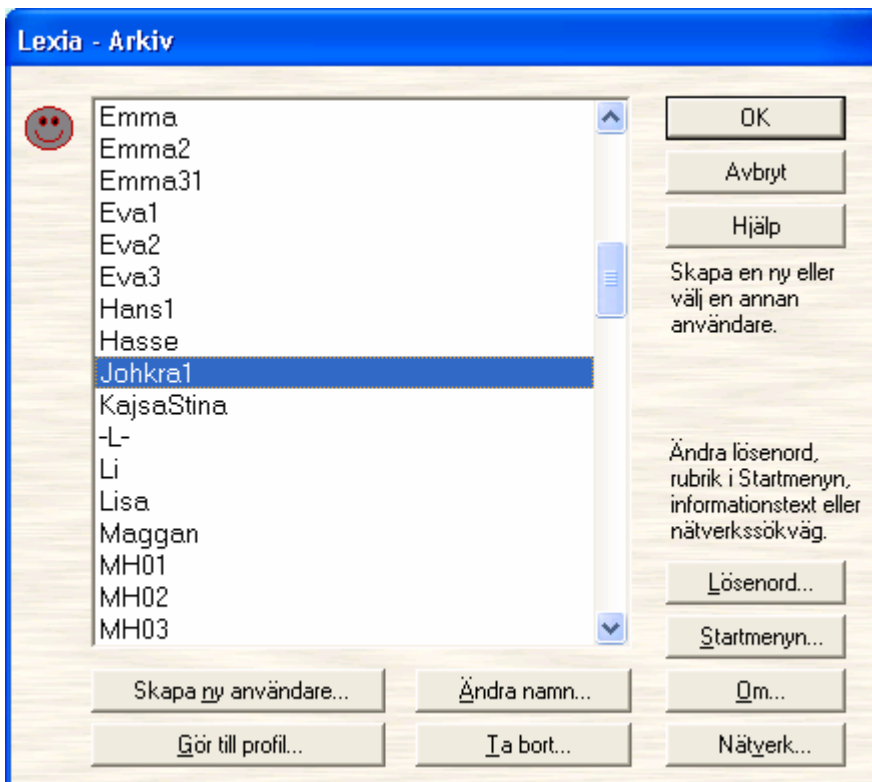 Lexia - Arkiv
Emma
Emma2
Emma31
Eva1
Eva2
Eva3
Hans1
Hasse
Johkra1
KajsaStina
-L-
Li
Lisa
Maggan
MH01
MH02
MH03
OK
Avbryt
Hjälp
Skapa en ny eller
välj en annan
användare.
Ändra lösenord,
rubrik i Startmenyn,
informationstext eller
nätverkssökväg.
Lösenord...
Startmenyn...
Skapa ny användare...
Ändra namn...
Om...
Gör till profil...
Ta bort...
Nätverk...